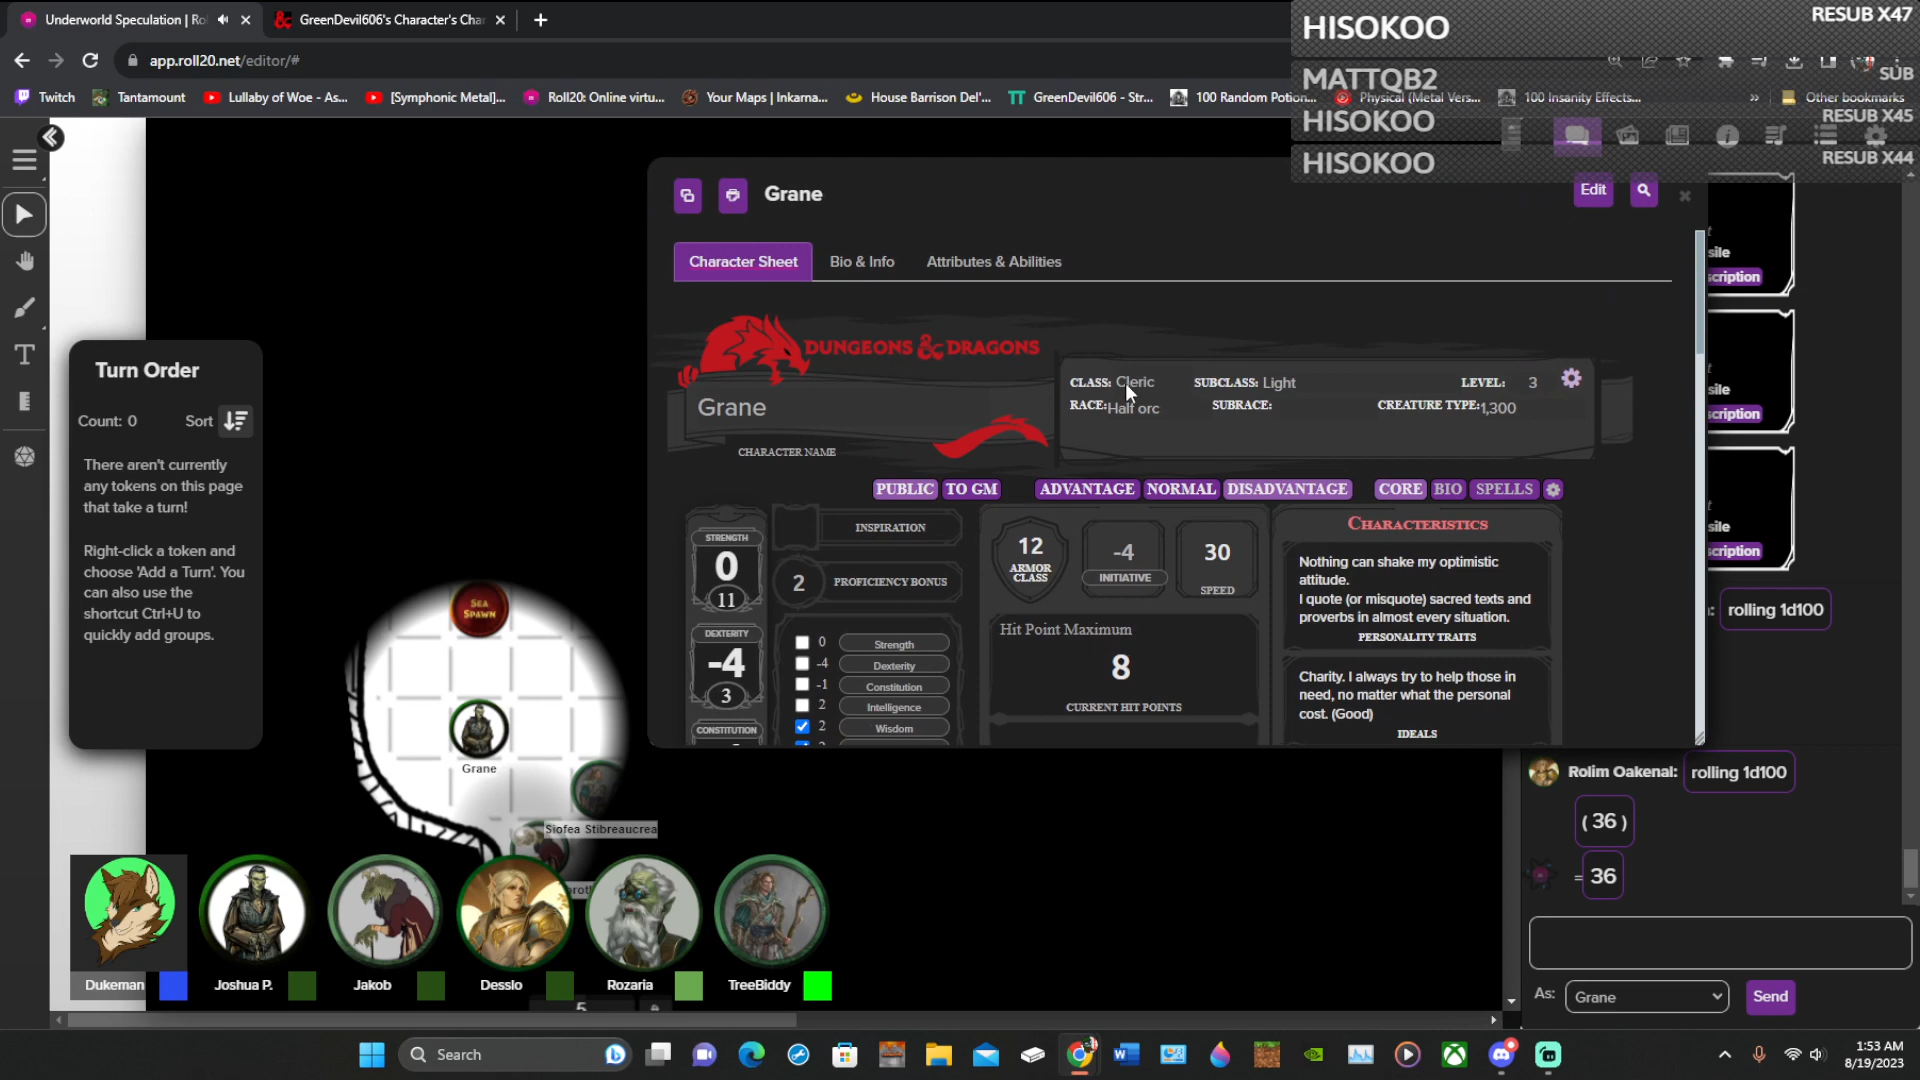 Underworld Speculation | Ro
GreenDevil606's Character's Char
HISOKOO
RESUB X47
app.roll20.net/editor/#
MATTQB2
SUB
Twitch
Tantamount
Lullaby of Woe - As...
[Symphonic Metal]...
Roll20: Online virtu...
Your Maps | Inkarna...
House Barrison Del'...
GreenDevil606 - Str...
100 Random Potion...
Physical (Metal Vers...
100 Insanity Effects...
»
Other bookmarks
HISOKOO
RESUB X45
HISOKOO
RESUB X44
Grane
Edit
Character Sheet
Bio & Info
Attributes & Abilities
DUNGEONS & DRAGONS
CLASS: Cleric
SUBCLASS: Light
LEVEL: 3
RACE: Half orc
SUBRACE:
CREATURE TYPE: 1,300
Grane
CHARACTER NAME
PUBLIC TO GM
ADVANTAGE NORMAL DISADVANTAGE
CORE BIO SPELLS
STRENGTH
0
11
DEXTERITY
-4
3
CONSTITUTION
INSPIRATION
2 PROFICIENCY BONUS
0 Strength
-4 Dexterity
-1 Constitution
2 Intelligence
2 Wisdom
12
ARMOR
CLASS
-4
INITIATIVE
30
SPEED
Hit Point Maximum
8
CURRENT HIT POINTS
CHARACTERISTICS
Nothing can shake my optimistic
attitude.
I quote (or misquote) sacred texts and
proverbs in almost every situation.
PERSONALITY TRAITS
Charity. I always try to help those in
need, no matter what the personal
cost. (Good)
IDEALS
Turn Order
Count: 0
Sort
There aren't currently
any tokens on this page
that take a turn!
Right-click a token and
choose 'Add a Turn'. You
can also use the
shortcut Ctrl+U to
quickly add groups.
SEA
SPAWN
Grane
Siofea Stibreaucrea
sile
scription
sile
scription
sile
scription
rolling 1d100
Rolim Oakenal: rolling 1d100
( 36 )
= 36
As: Grane
Send
Dukeman
Joshua P.
Jakob
Desslo
Rozaria
TreeBiddy
5
Search
1:53 AM
8/19/2023